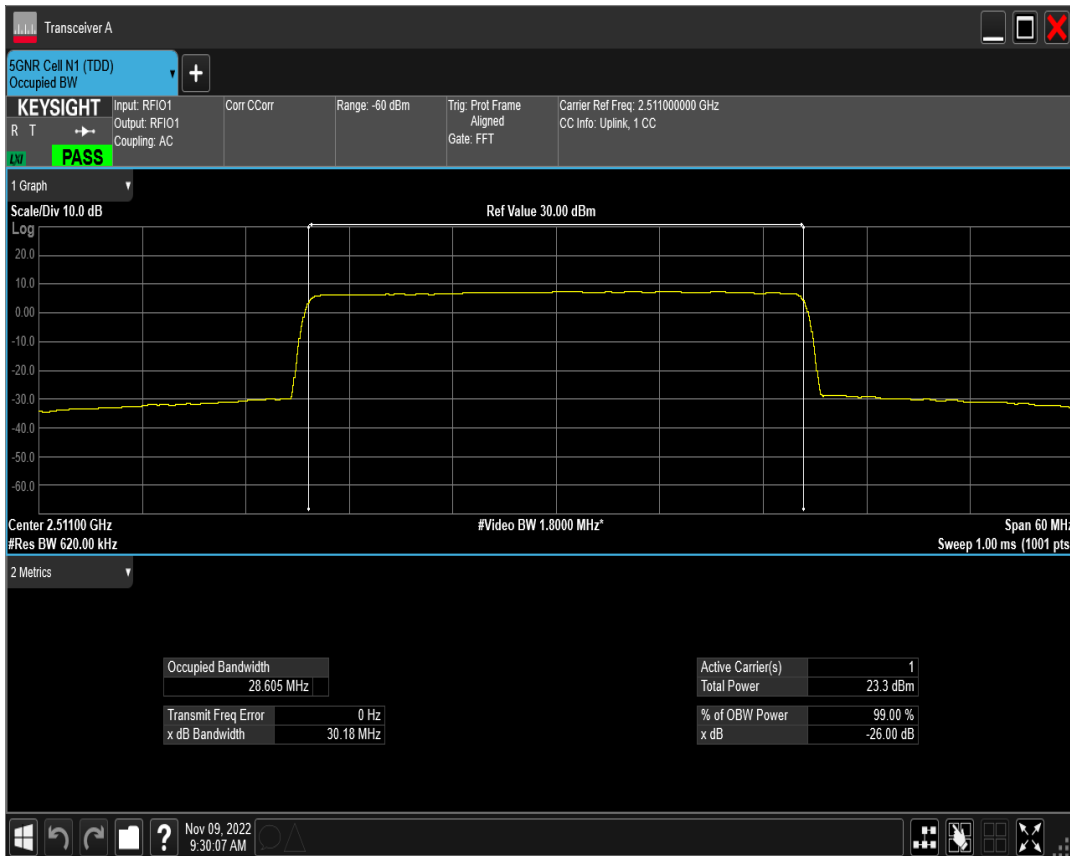 Transceiver A
5GNR Cell N1 (TDD)
Occupied BW
+
KEYSIGHT
R T
LXI
PASS
Input: RFIO1
Output: RFIO1
Coupling: AC
Corr CCorr
Range: -60 dBm
Trig: Prot Frame
Aligned
Gate: FFT
Carrier Ref Freq: 2.511000000 GHz
CC Info: Uplink, 1 CC
1 Graph
Scale/Div 10.0 dB
Ref Value 30.00 dBm
Log
20.0
10.0
0.00
-10.0
-20.0
-30.0
-40.0
-50.0
-60.0
Center 2.51100 GHz
#Video BW 1.8000 MHz*
Span 60 MHz
#Res BW 620.00 kHz
Sweep 1.00 ms (1001 pts
2 Metrics
Occupied Bandwidth
28.605 MHz
Transmit Freq Error 0 Hz
x dB Bandwidth 30.18 MHz
Active Carrier(s) 1
Total Power 23.3 dBm
% of OBW Power 99.00 %
x dB -26.00 dB
?
Nov 09, 2022
9:30:07 AM